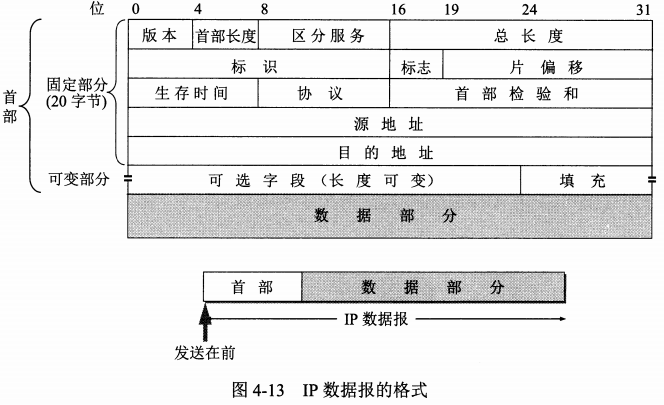 位 0 4 8 16 19 24 31
版本 首部长度 区分服务 总长度
标识 标志 片偏移
生存时间 协议 首部检验和
源地址
目的地址
可选字段（长度可变） 填充
数据部分
首部
固定部分
(20 字节)
可变部分
首部 数据部分
IP 数据报
发送在前
图 4-13 IP 数据报的格式